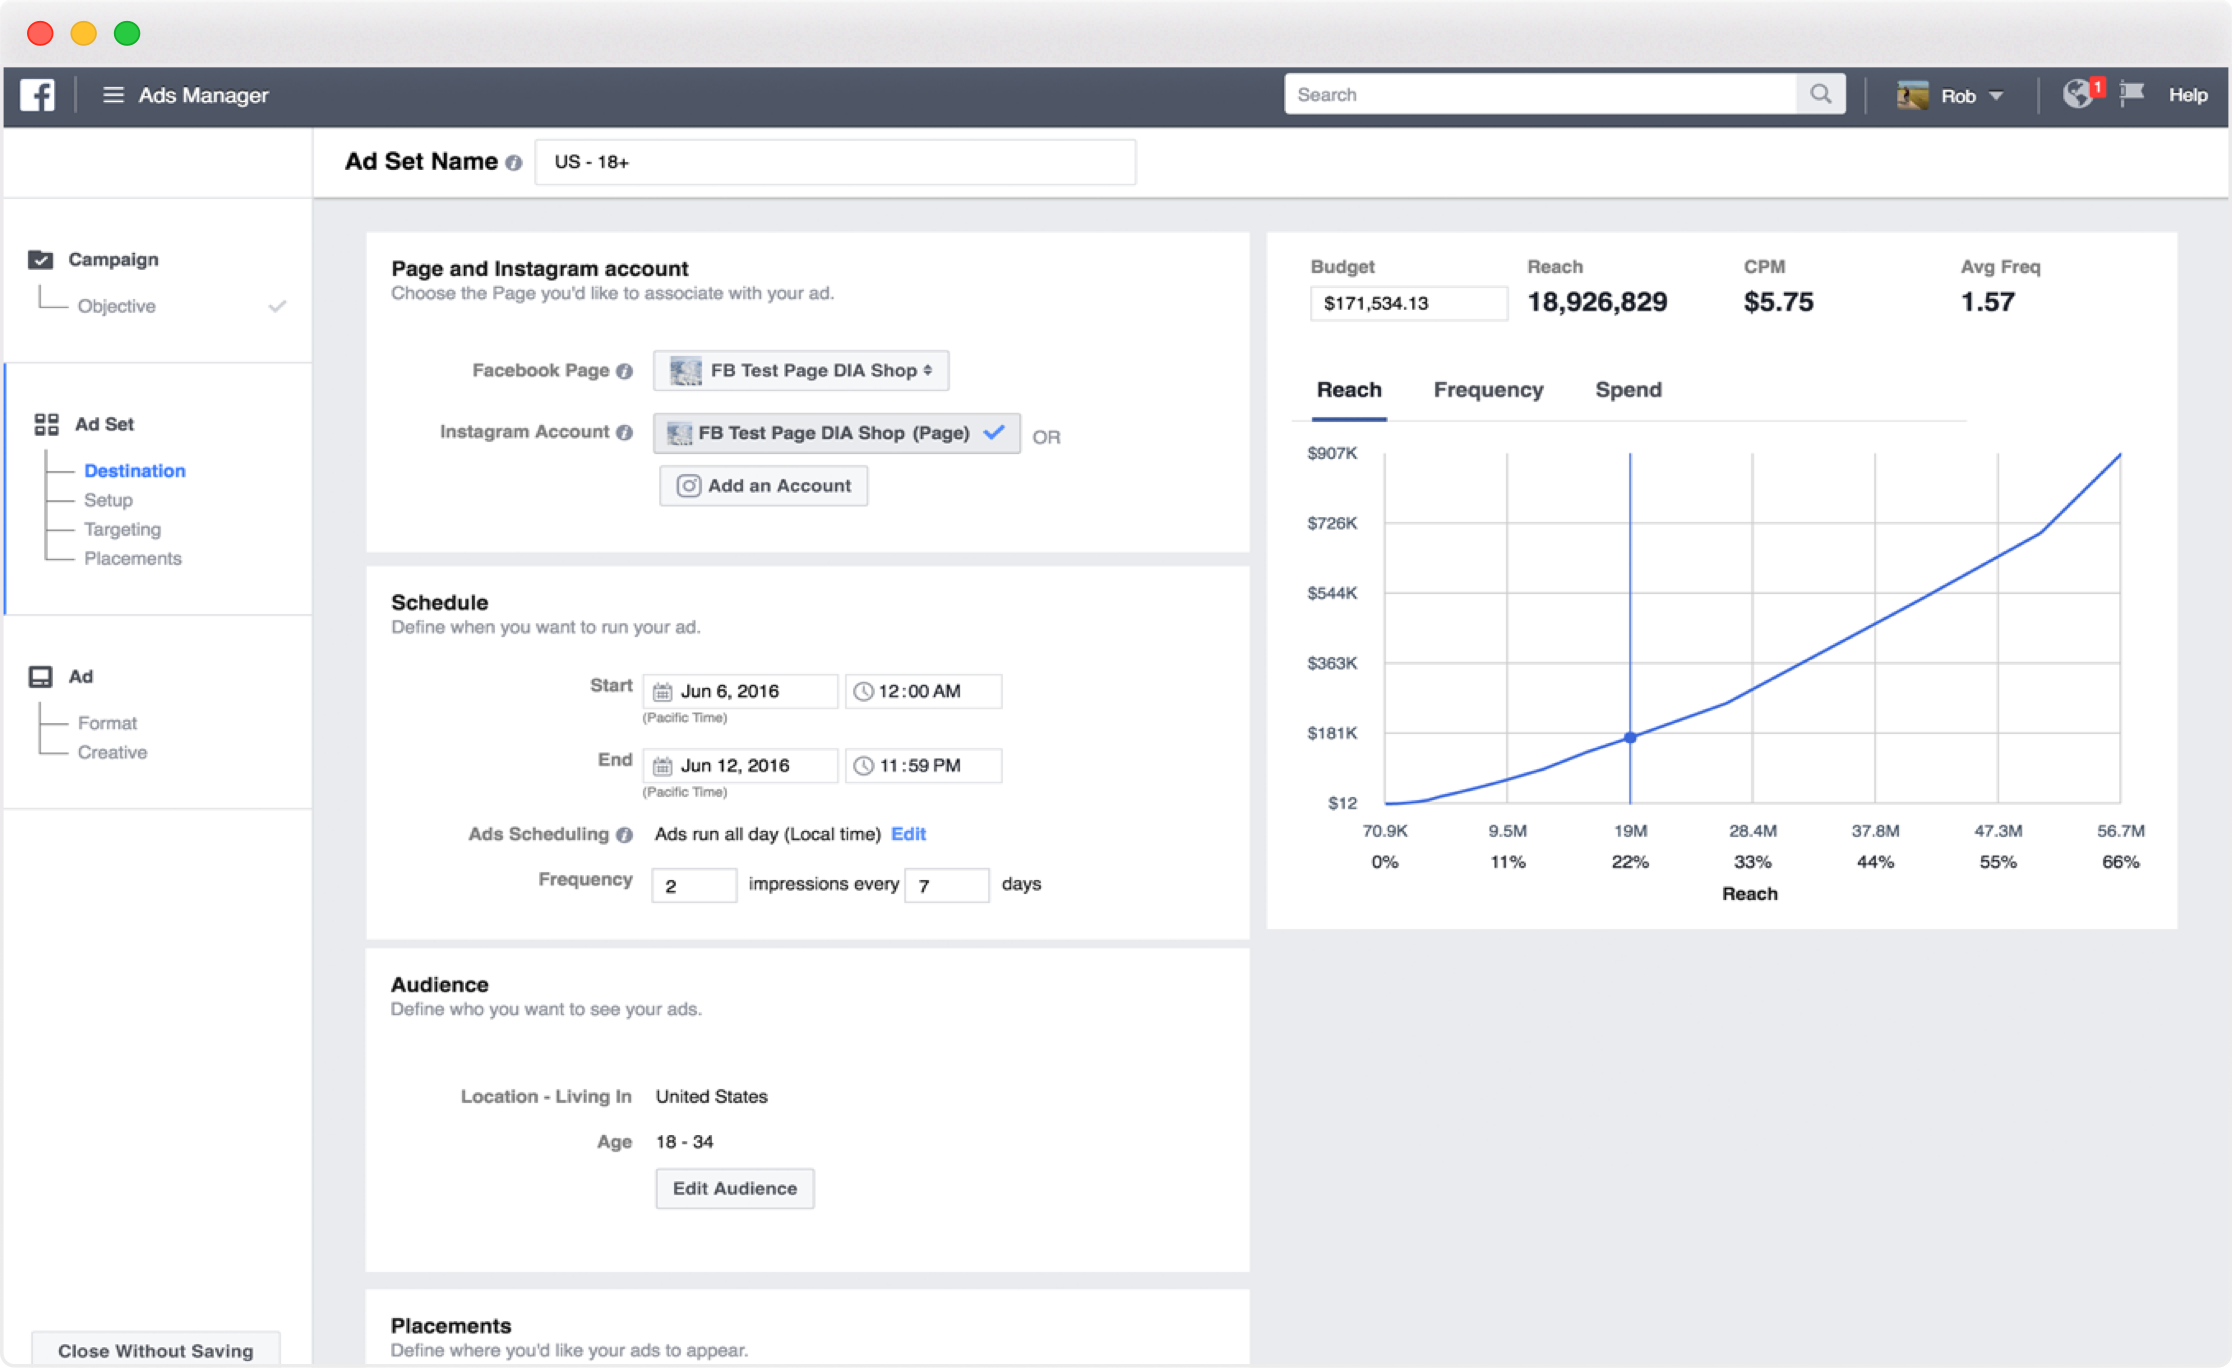 Ads Manager
Search
Rob
1
Help
Ad Set Name
US - 18+
Campaign
Objective
Ad Set
Destination
Setup
Targeting
Placements
Ad
Format
Creative
Close Without Saving
Page and Instagram account
Choose the Page you'd like to associate with your ad.
Facebook Page
FB Test Page DIA Shop
Instagram Account
FB Test Page DIA Shop (Page)
OR
Add an Account
Schedule
Define when you want to run your ad.
Start
Jun 6, 2016
12:00 AM
(Pacific Time)
End
Jun 12, 2016
11:59 PM
(Pacific Time)
Ads Scheduling
Ads run all day (Local time) Edit
Frequency
2 impressions every 7 days
Audience
Define who you want to see your ads.
Location - Living In
United States
Age
18 - 34
Edit Audience
Placements
Define where you'd like your ads to appear.
Budget
$171,534.13
Reach
18,926,829
CPM
$5.75
Avg Freq
1.57
Reach
Frequency
Spend
$907K
$726K
$544K
$363K
$181K
$12
70.9K 9.5M 19M 28.4M 37.8M 47.3M 56.7M
0% 11% 22% 33% 44% 55% 66%
Reach